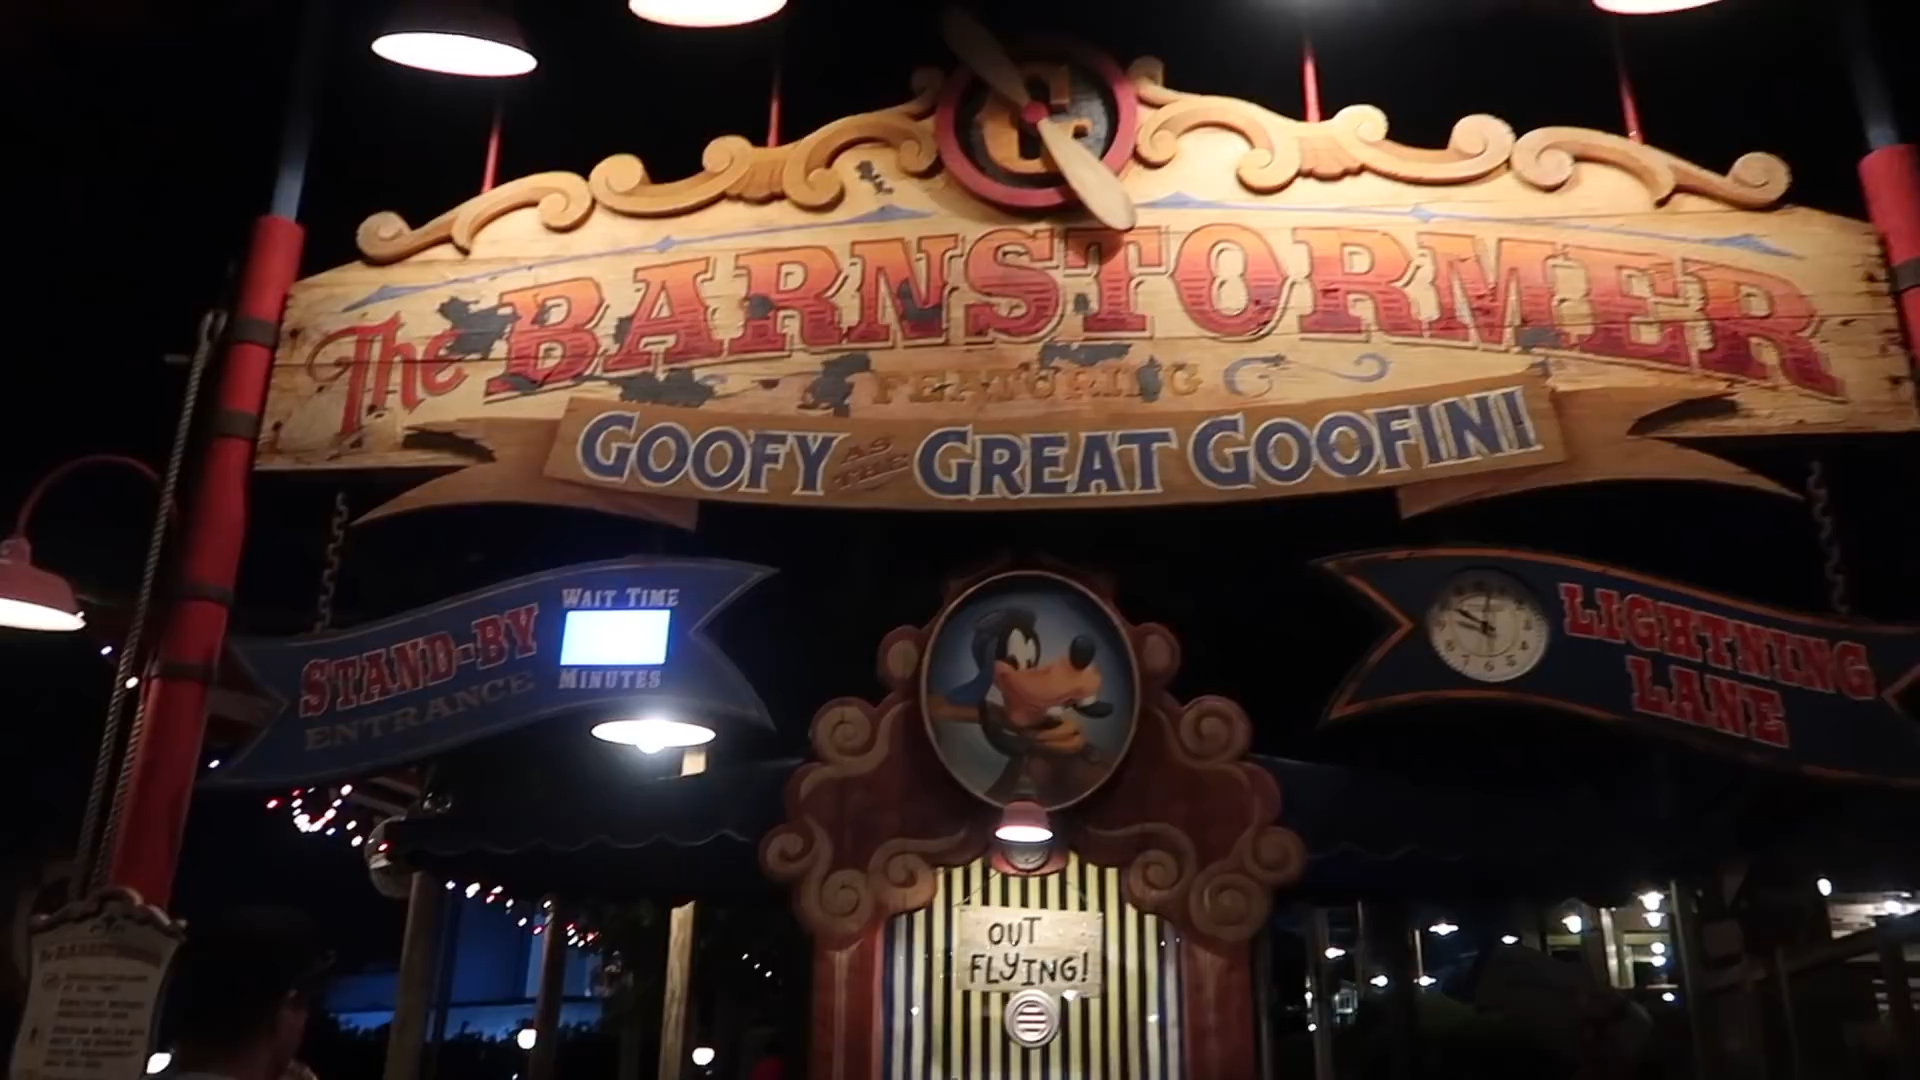 G
The BARNSTORMER
FEATURING
GOOFY AS THE GREAT GOOFINI
STAND-BY
ENTRANCE
WAIT TIME
MINUTES
LIGHTNING
LANE
OUT
FLYING!